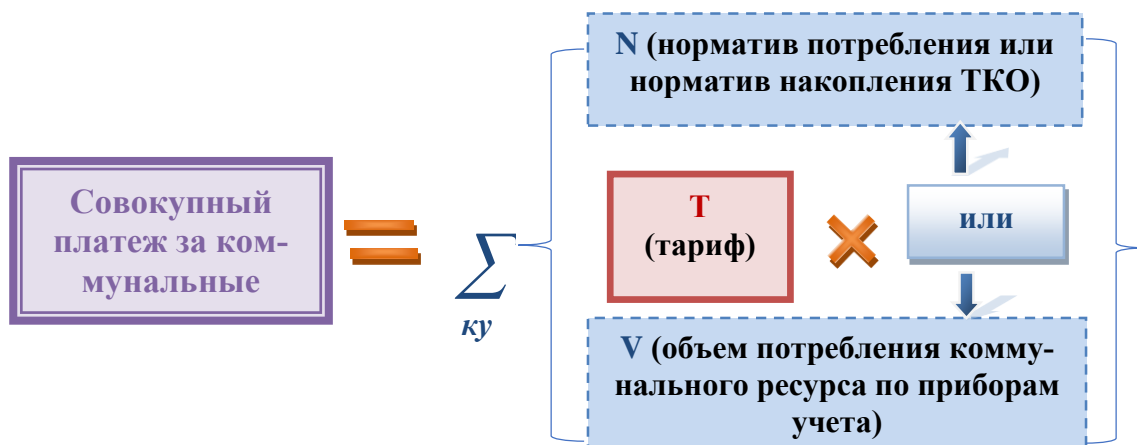 N (норматив потребления или
норматив накопления ТКО)
Совокупный
платеж за ком-
мунальные
=
∑
ку
Т
(тариф)
×
или
V (объем потребления комму-
нального ресурса по приборам
учета)